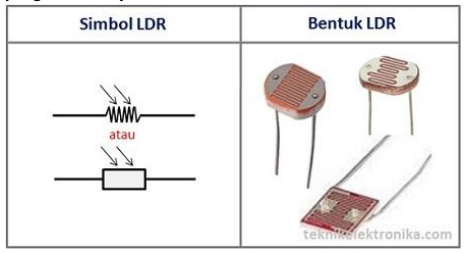 Simbol LDR
Bentuk LDR
atau
teknikelektronika.com